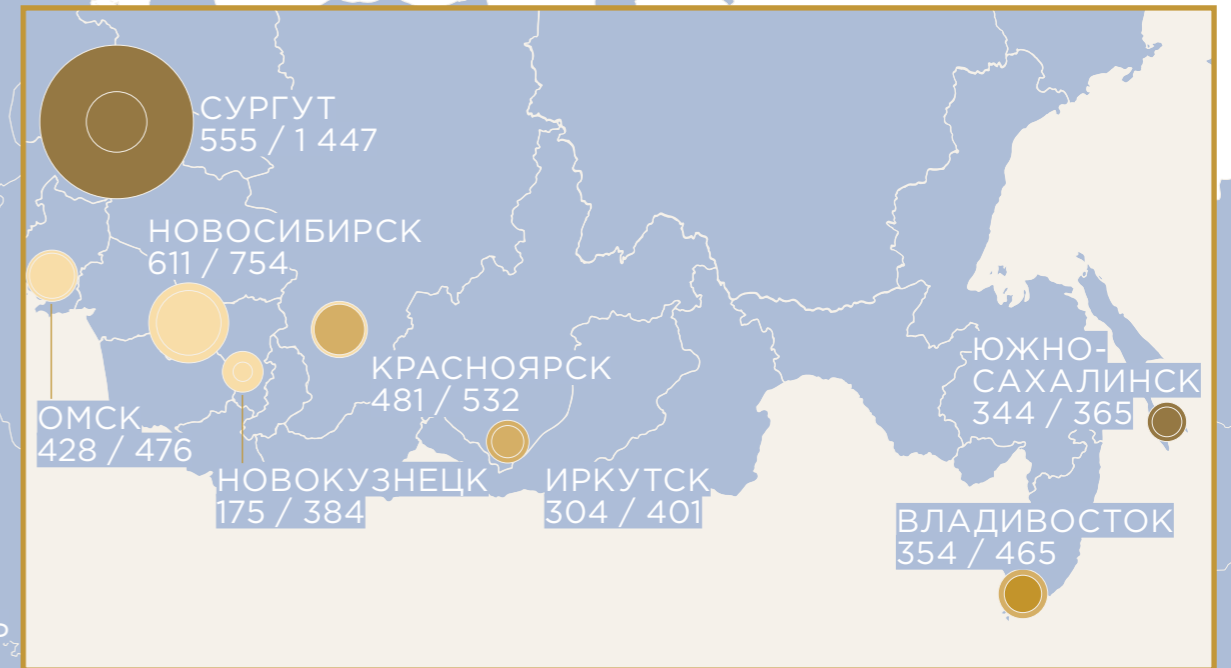 СУРГУТ
555 / 1 447
НОВОСИБИРСК
611 / 754
КРАСНОЯРСК
481 / 532
ОМСК
428 / 476
НОВОКУЗНЕЦК
175 / 384
ИРКУТСК
304 / 401
ЮЖНО-
САХАЛИНСК
344 / 365
ВЛАДИВОСТОК
354 / 465